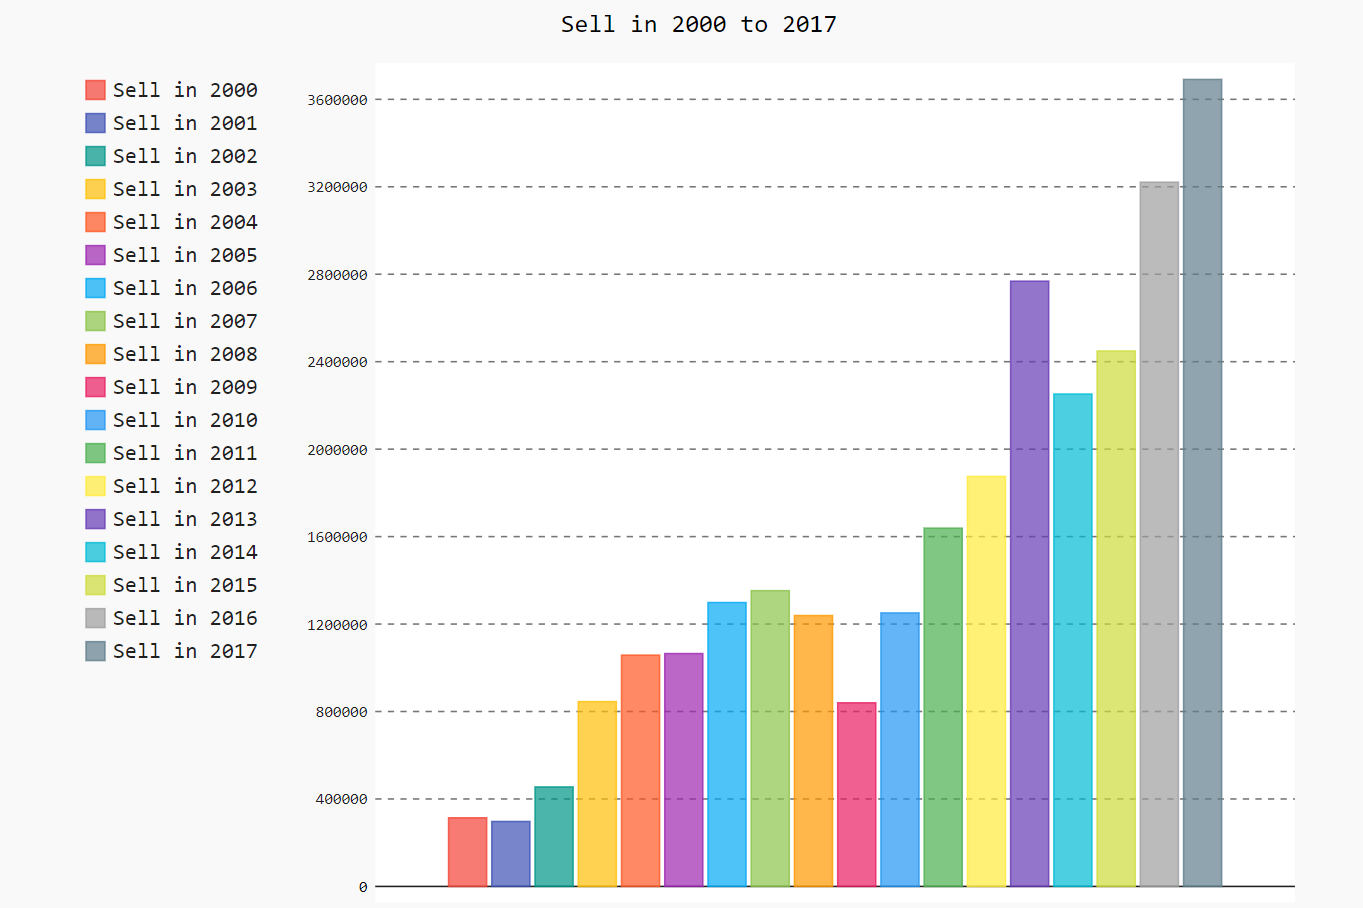 Sell in 2000 to 2017
Sell in 2000
Sell in 2001
Sell in 2002
Sell in 2003
Sell in 2004
Sell in 2005
Sell in 2006
Sell in 2007
Sell in 2008
Sell in 2009
Sell in 2010
Sell in 2011
Sell in 2012
Sell in 2013
Sell in 2014
Sell in 2015
Sell in 2016
Sell in 2017
3600000
3200000
2800000
2400000
2000000
1600000
1200000
800000
400000
0